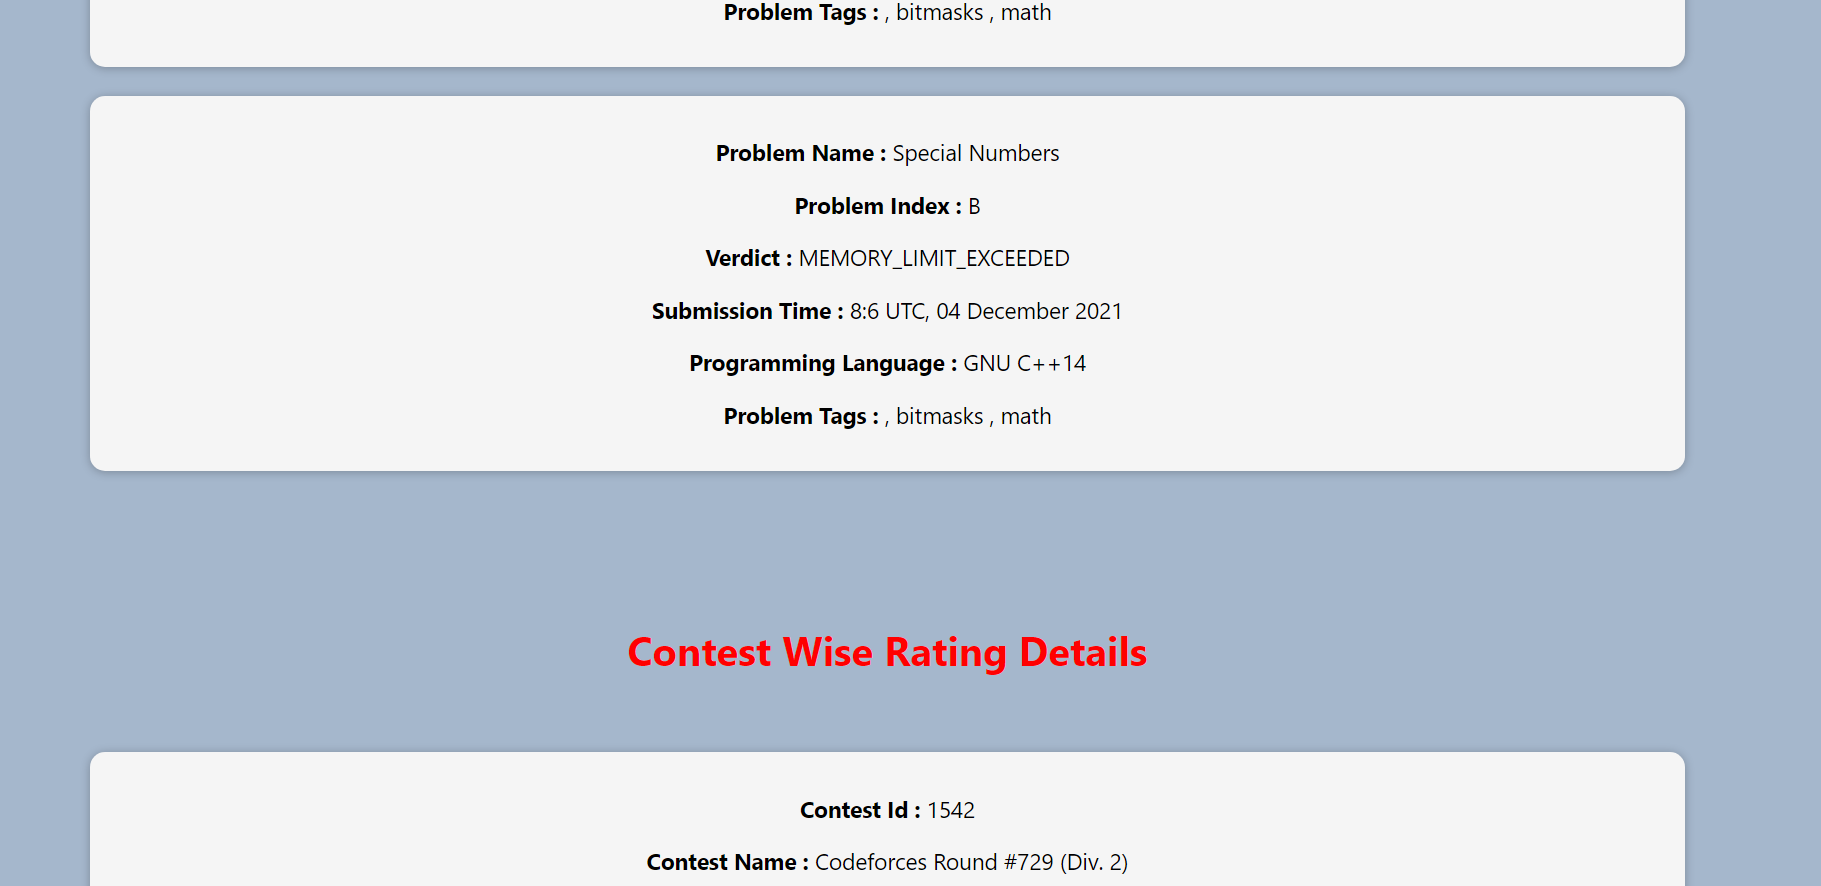 Problem Tags : , bitmasks , math
Problem Name : Special Numbers
Problem Index : B
Verdict : MEMORY_LIMIT_EXCEEDED
Submission Time : 8:6 UTC, 04 December 2021
Programming Language : GNU C++14
Problem Tags : , bitmasks , math
Contest Wise Rating Details
Contest Id : 1542
Contest Name : Codeforces Round #729 (Div. 2)